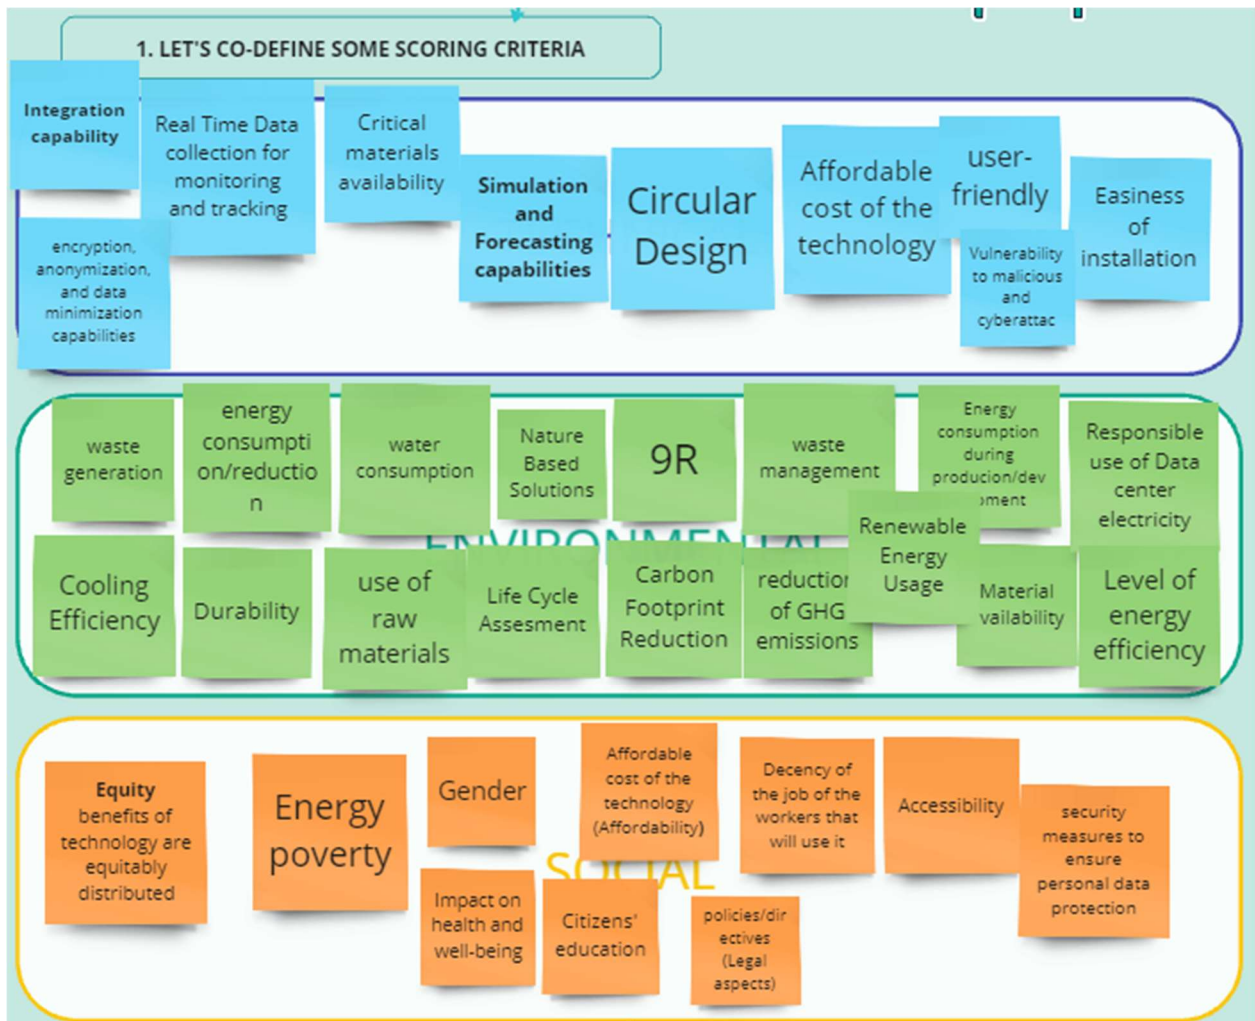 1. LET'S CO-DEFINE SOME SCORING CRITERIA
Integration
capability
Real Time Data
collection for
monitoring
and tracking
Critical
materials
availability
Simulation
and
Forecasting
capabilities
Circular
Design
Affordable
cost of the
technology
user-
friendly
Easiness
of
installation
encryption,
anonymization,
and data
minimization
capabilities
Vulnerability
to malicious
and
cyberattac
waste
generation
energy
consumpti
on/reductio
n
water
consumption
Nature
Based
Solutions
9R
waste
management
Energy
consumption
during
producion/dev
oment
Responsible
use of Data
center
electricity
Renewable
Energy
Usage
ENVIRONMENTAL
Cooling
Efficiency
Durability
use of
raw
materials
Life Cycle
Assesment
Carbon
Footprint
Reduction
reduction
of GHG
emissions
Material
vailability
Level of
energy
efficiency
Equity
benefits of
technology are
equitably
distributed
Energy
poverty
Gender
Affordable
cost of the
technology
(Affordability)
Decency of
the job of the
workers that
will use it
Accessibility
security
measures to
ensure
personal data
protection
SOCIAL
Impact on
health and
well-being
Citizens'
education
policies/dir
ectives
(Legal
aspects)